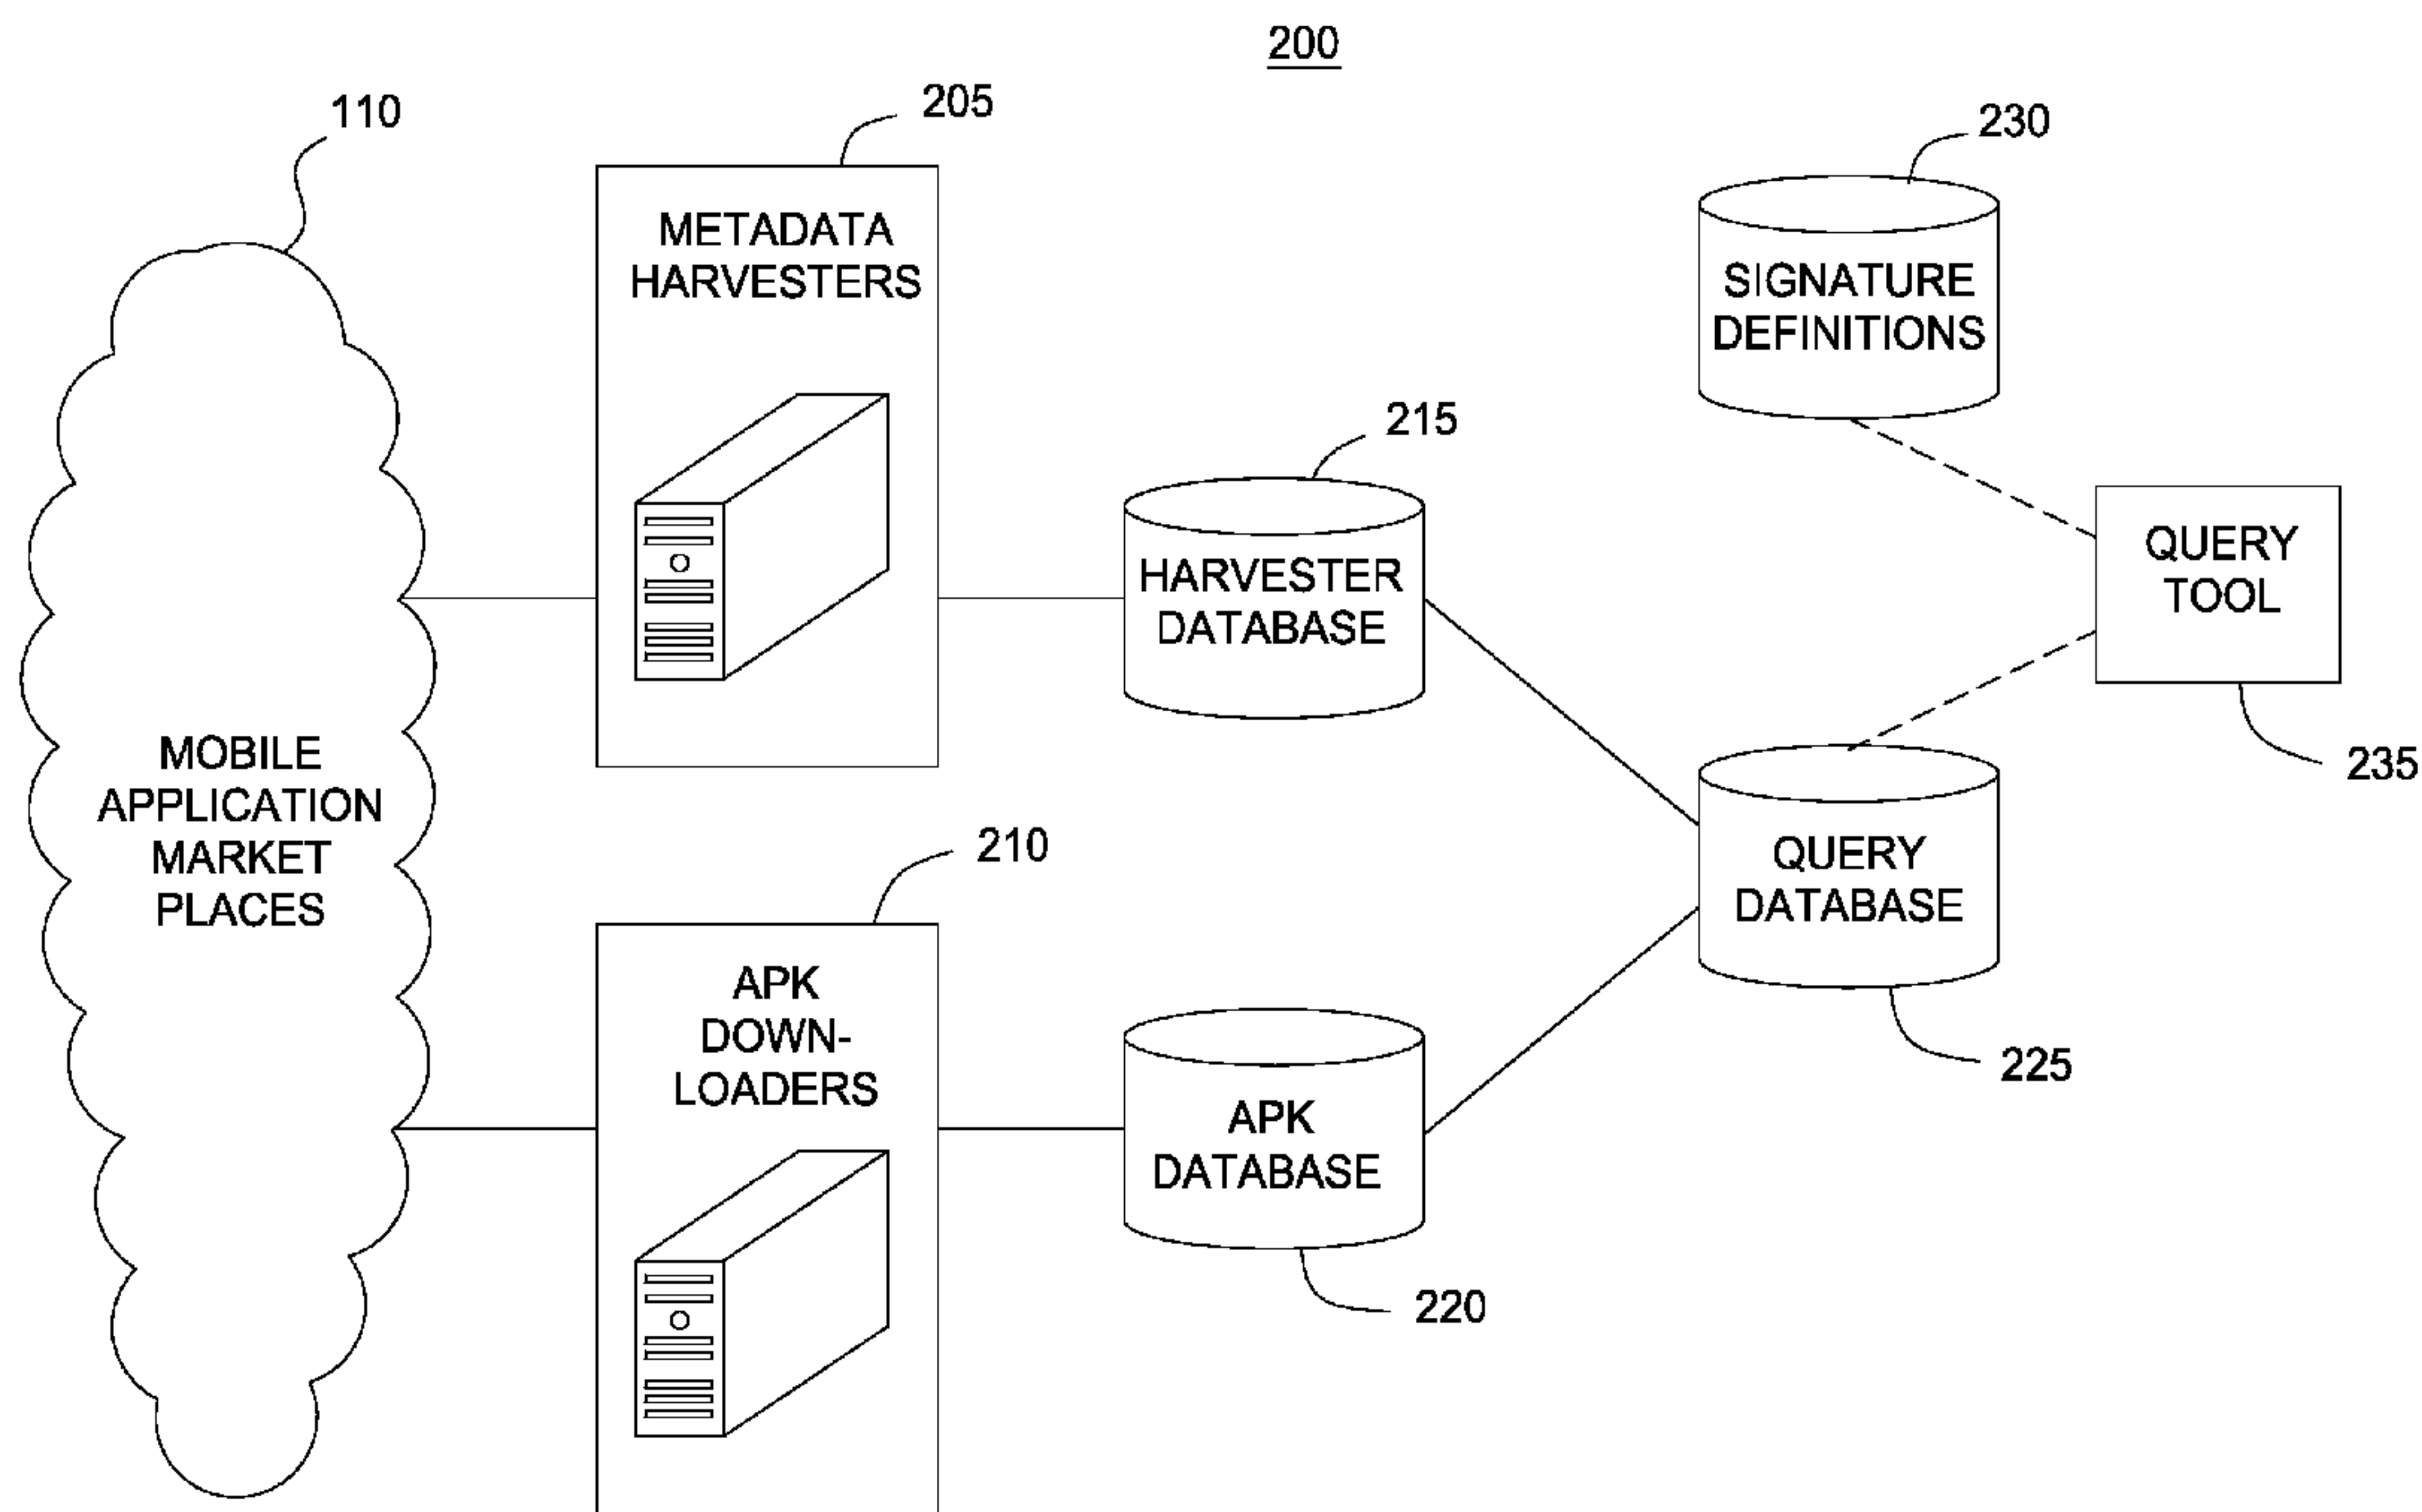 200
110
205
230
METADATA
HARVESTERS
SIGNATURE
DEFINITIONS
215
HARVESTER
DATABASE
QUERY
TOOL
235
MOBILE
APPLICATION
MARKET
PLACES
210
QUERY
DATABASE
225
APK
DOWN-
LOADERS
APK
DATABASE
220